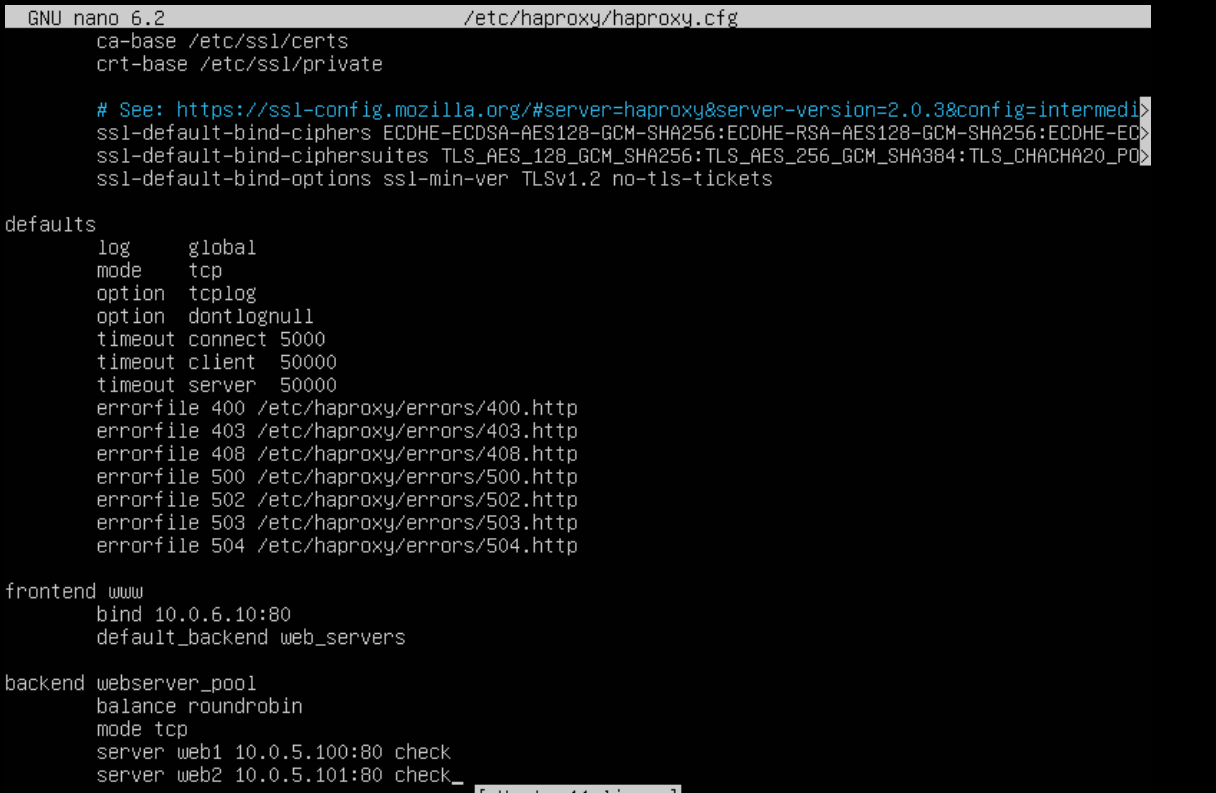 GNU nano 6.2 /etc/haproxy/haproxy.cfg
ca-base /etc/ssl/certs
crt-base /etc/ssl/private
# See: https://ssl-config.mozilla.org/#server=haproxy&server-version=2.0.3&config=intermedi>
ssl-default-bind-ciphers ECDHE-ECDSA-AES128-GCM-SHA256:ECDHE-RSA-AES128-GCM-SHA256:ECDHE-EC>
ssl-default-bind-ciphersuites TLS_AES_128_GCM_SHA256:TLS_AES_256_GCM_SHA384:TLS_CHACHA20_PO>
ssl-default-bind-options ssl-min-ver TLSv1.2 no-tls-tickets
defaults
log global
mode tcp
option tcplog
option dontlognull
timeout connect 5000
timeout client 50000
timeout server 50000
errorfile 400 /etc/haproxy/errors/400.http
errorfile 403 /etc/haproxy/errors/403.http
errorfile 408 /etc/haproxy/errors/408.http
errorfile 500 /etc/haproxy/errors/500.http
errorfile 502 /etc/haproxy/errors/502.http
errorfile 503 /etc/haproxy/errors/503.http
errorfile 504 /etc/haproxy/errors/504.http
frontend www
bind 10.0.6.10:80
default_backend web_servers
backend webserver_pool
balance roundrobin
mode tcp
server web1 10.0.5.100:80 check
server web2 10.0.5.101:80 check_